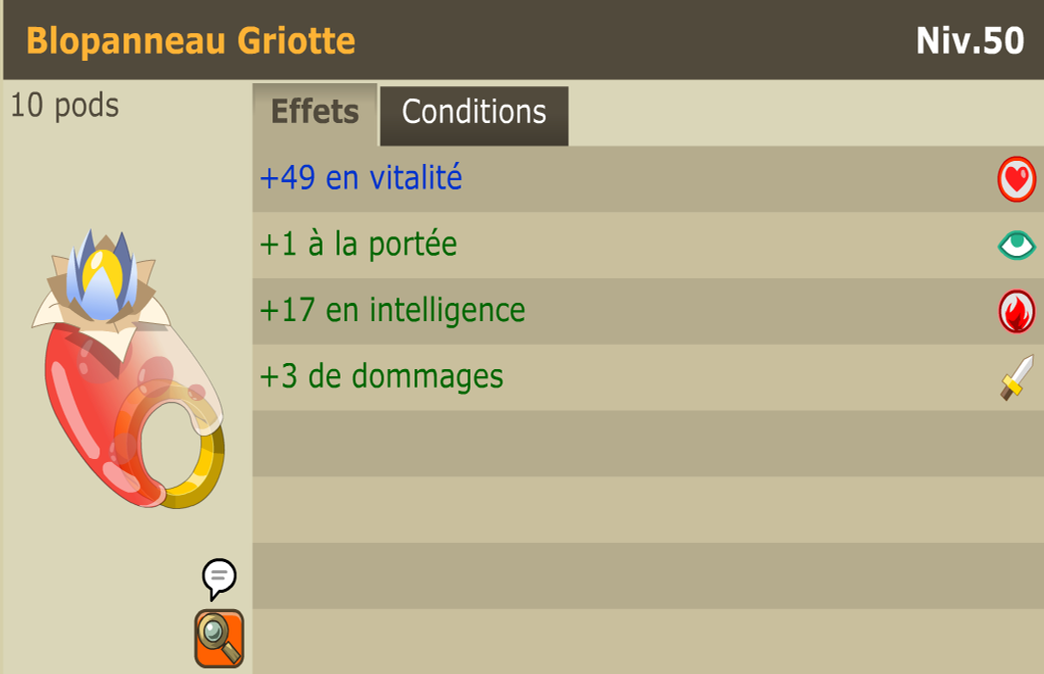 Blopanneau Griotte
Niv.50
10 pods
Effets
Conditions
+49 en vitalité
+1 à la portée
+17 en intelligence
+3 de dommages